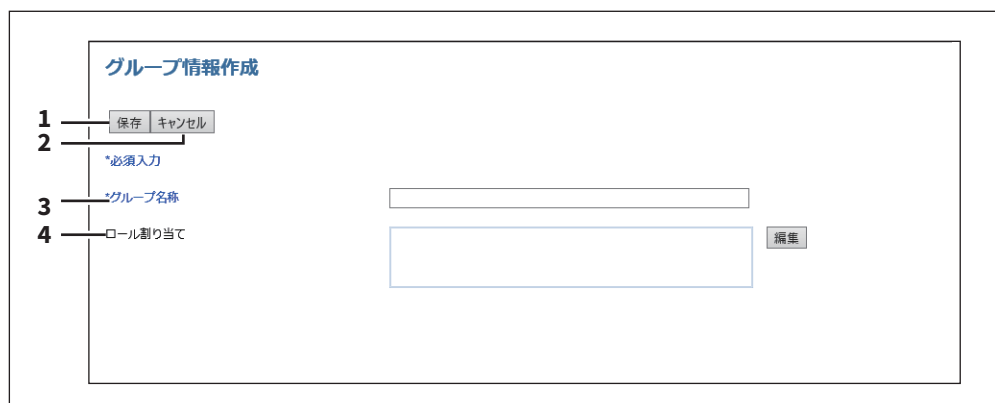 グループ情報作成
1 保存 キャンセル
2
*必須入力
3 *グループ名称
4 ロール割り当て 編集